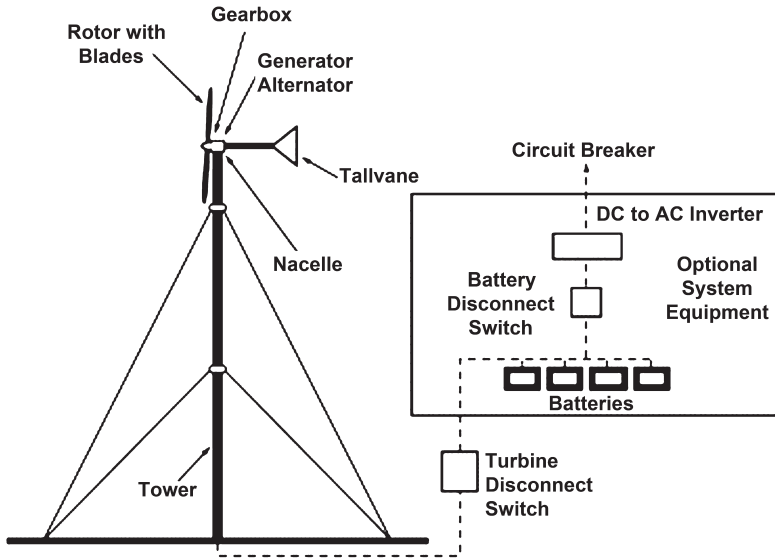 Gearbox
Rotor with
Blades
Generator
Alternator
Tallvane
Nacelle
Tower
Circuit Breaker
DC to AC Inverter
Battery
Disconnect
Switch
Optional
System
Equipment
Batteries
Turbine
Disconnect
Switch